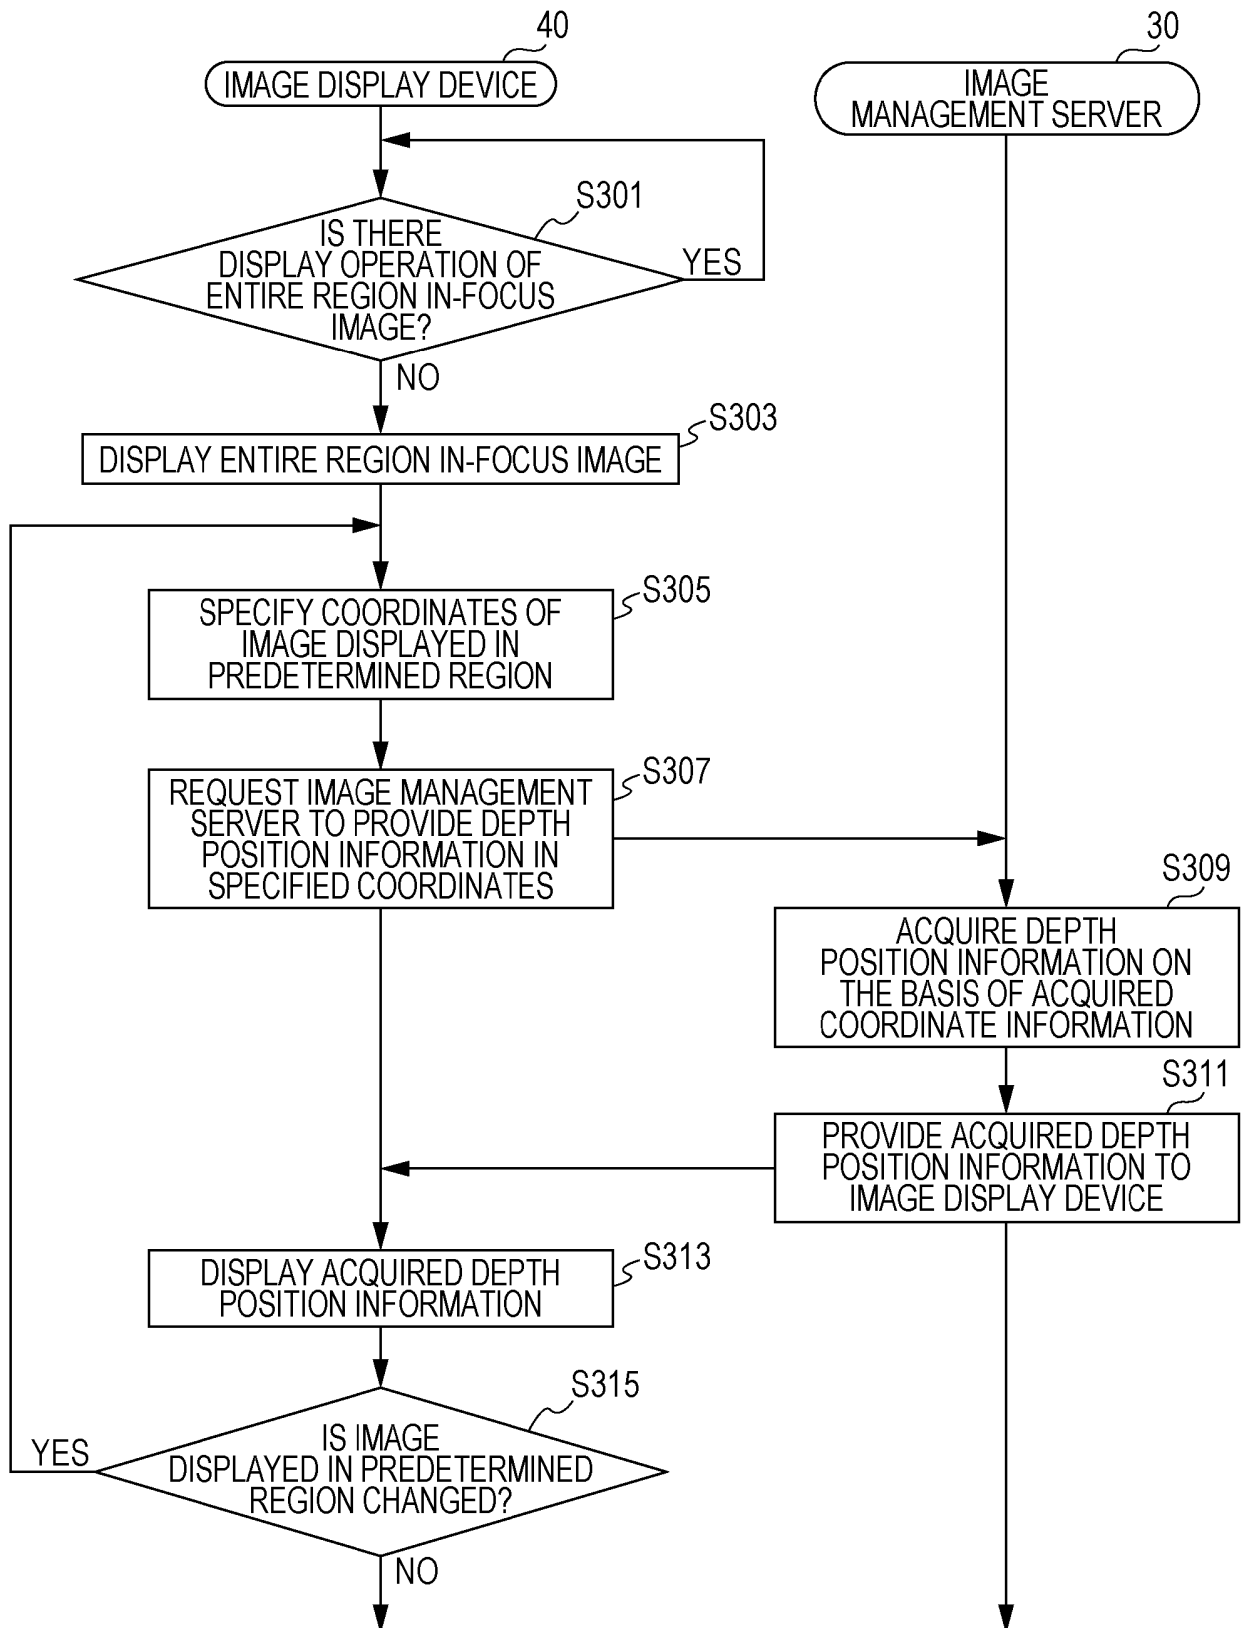 40
IMAGE DISPLAY DEVICE
30
IMAGE
MANAGEMENT SERVER
S301
IS THERE
DISPLAY OPERATION OF
ENTIRE REGION IN-FOCUS
IMAGE?
YES
NO
S303
DISPLAY ENTIRE REGION IN-FOCUS IMAGE
S305
SPECIFY COORDINATES OF
IMAGE DISPLAYED IN
PREDETERMINED REGION
S307
REQUEST IMAGE MANAGEMENT
SERVER TO PROVIDE DEPTH
POSITION INFORMATION IN
SPECIFIED COORDINATES
S309
ACQUIRE DEPTH
POSITION INFORMATION ON
THE BASIS OF ACQUIRED
COORDINATE INFORMATION
S311
PROVIDE ACQUIRED DEPTH
POSITION INFORMATION TO
IMAGE DISPLAY DEVICE
S313
DISPLAY ACQUIRED DEPTH
POSITION INFORMATION
S315
IS IMAGE
DISPLAYED IN PREDETERMINED
REGION CHANGED?
YES
NO